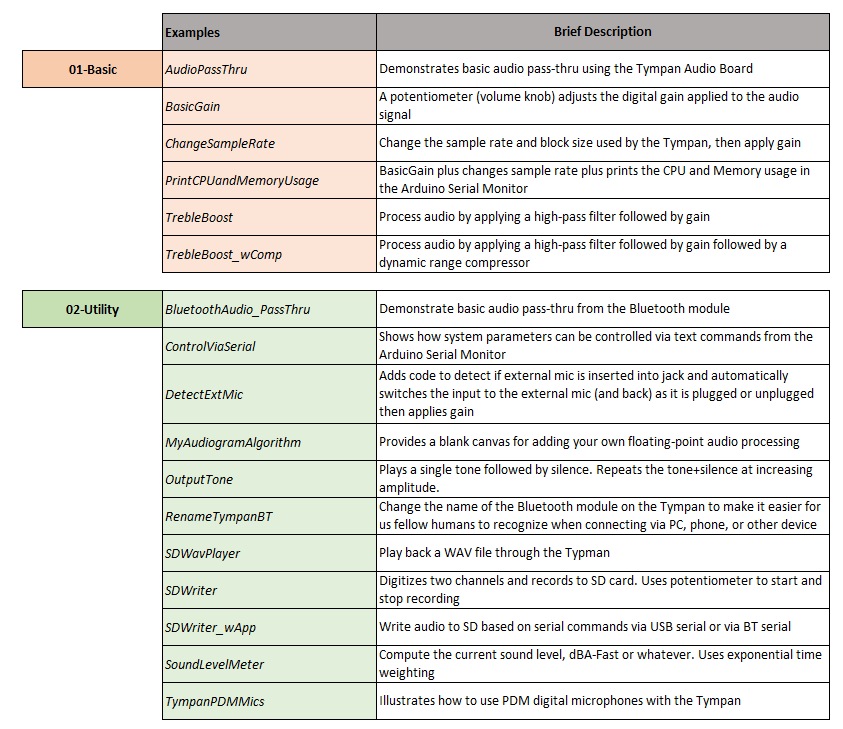 Examples
Brief Description
01-Basic
AudioPassThru
Demonstrates basic audio pass-thru using the Tympan Audio Board
BasicGain
A potentiometer (volume knob) adjusts the digital gain applied to the audio
signal
ChangeSampleRate
Change the sample rate and block size used by the Tympan, then apply gain
PrintCPUandMemoryUsage
BasicGain plus changes sample rate plus prints the CPU and Memory usage in
the Arduino Serial Monitor
TrebleBoost
Process audio by applying a high-pass filter followed by gain
TrebleBoost_wComp
Process audio by applying a high-pass filter followed by gain followed by a
dynamic range compressor
02-Utility
BluetoothAudio_PassThru
Demonstrate basic audio pass-thru from the Bluetooth module
ControlViaSerial
Shows how system parameters can be controlled via text commands from the
Arduino Serial Monitor
DetectExtMic
Adds code to detect if external mic is inserted into jack and automatically
switches the input to the external mic (and back) as it is plugged or unplugged
then applies gain
MyAudiogramAlgorithm
Provides a blank canvas for adding your own floating-point audio processing
OutputTone
Plays a single tone followed by silence. Repeats the tone+silence at increasing
amplitude.
RenameTympanBT
Change the name of the Bluetooth module on the Tympan to make it easier for
us fellow humans to recognize when connecting via PC, phone, or other device
SDWavPlayer
Play back a WAV file through the Typman
SDWriter
Digitizes two channels and records to SD card. Uses potentiometer to start and
stop recording
SDWriter_wApp
Write audio to SD based on serial commands via USB serial or via BT serial
SoundLevelMeter
Compute the current sound level, dBA-Fast or whatever. Uses exponential time
weighting
TympanPDMMics
Illustrates how to use PDM digital microphones with the Tympan